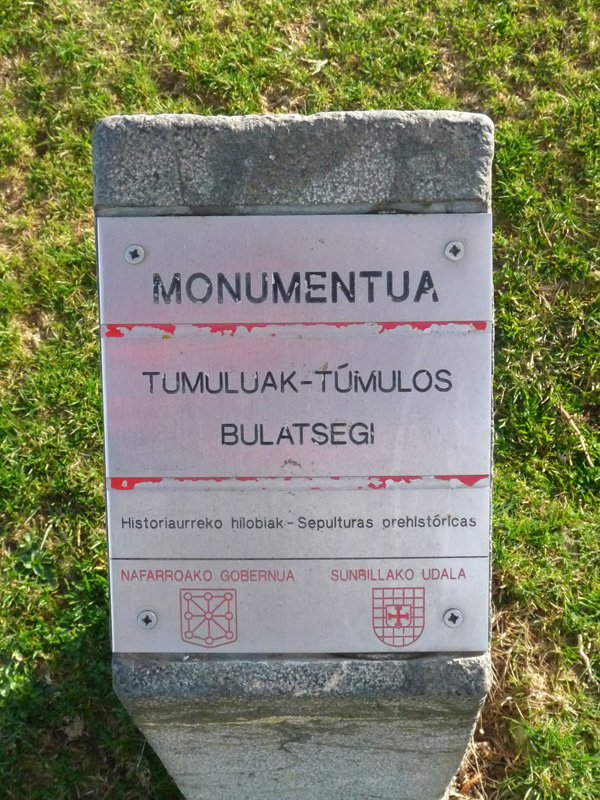 MONUMENTUA
TUMULUAK-TÚMULOS
BULATSEGI
Historiaurreko hilobiak - Sepulturas prehistóricas
NAFARROAKO GOBERNUA
SUNBILLAKO UDALA